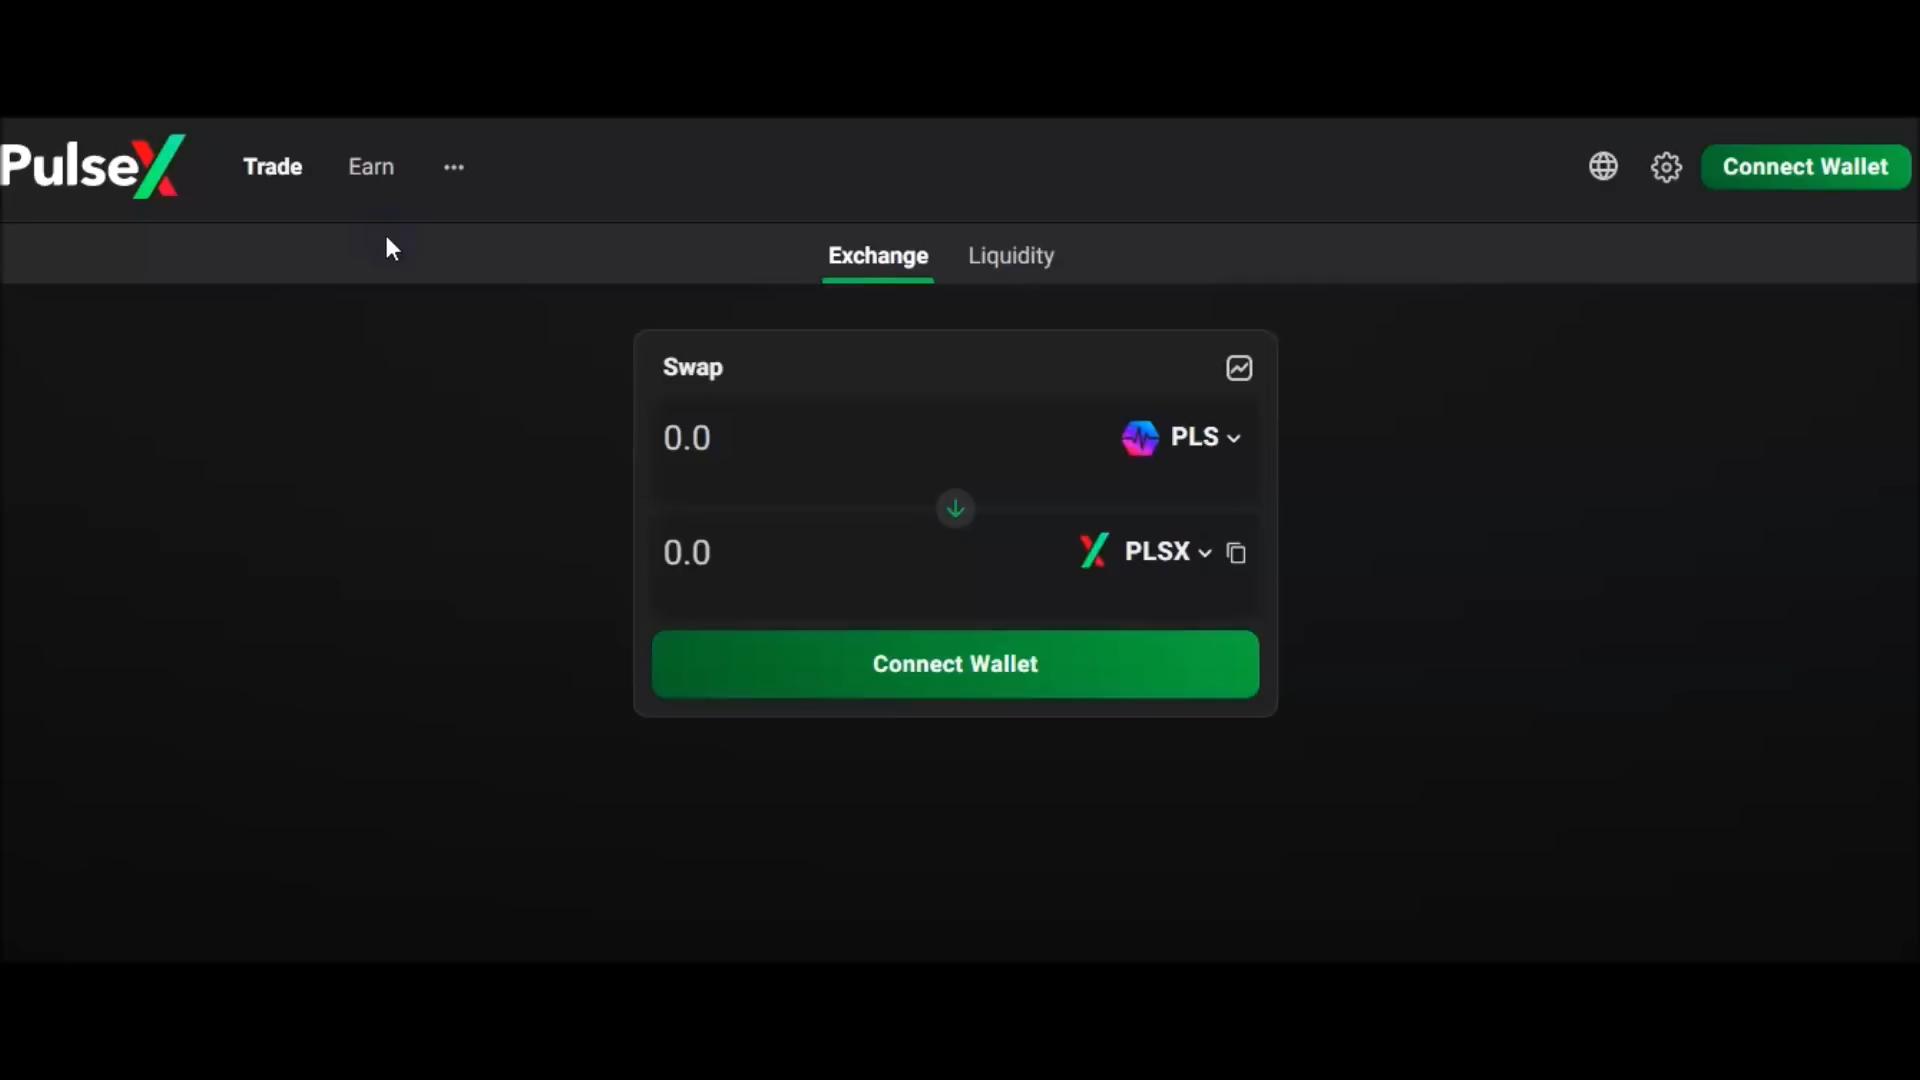 PulseX
Trade Earn ...
Connect Wallet
Exchange Liquidity
Swap
0.0 PLS
0.0 PLSX
Connect Wallet